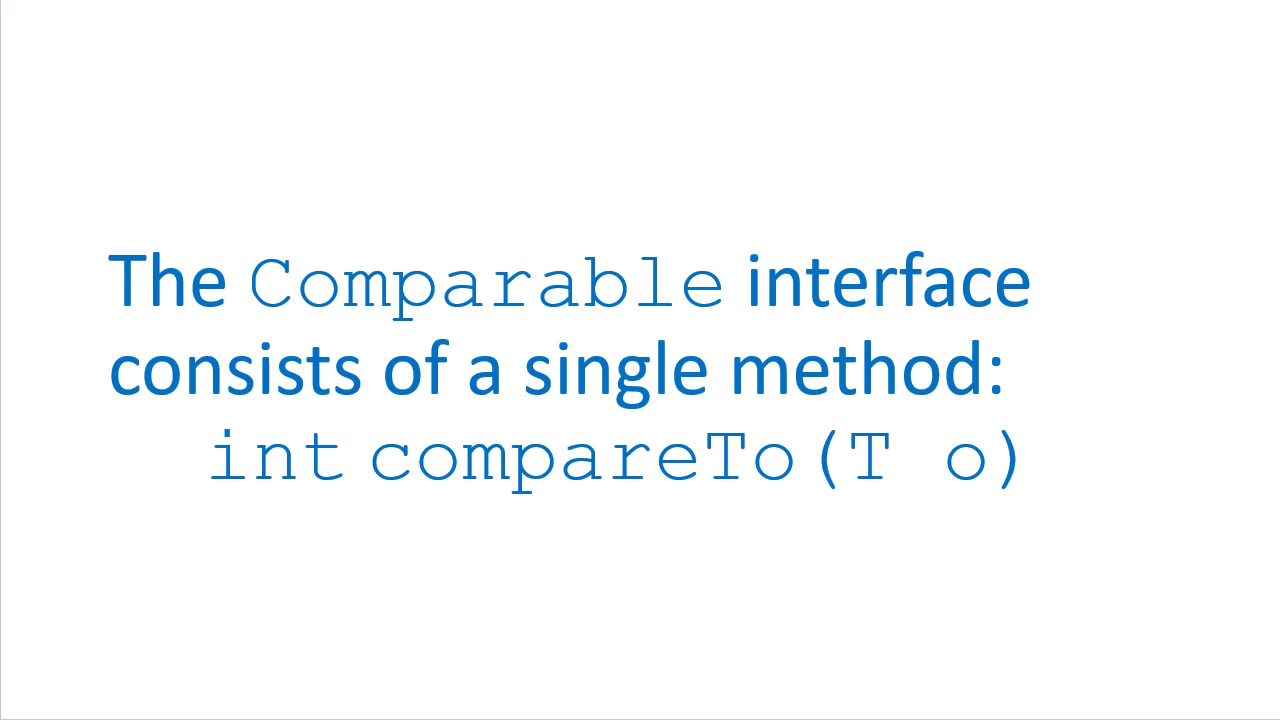 The Comparable interface
consists of a single method:
int compareTo(T o)